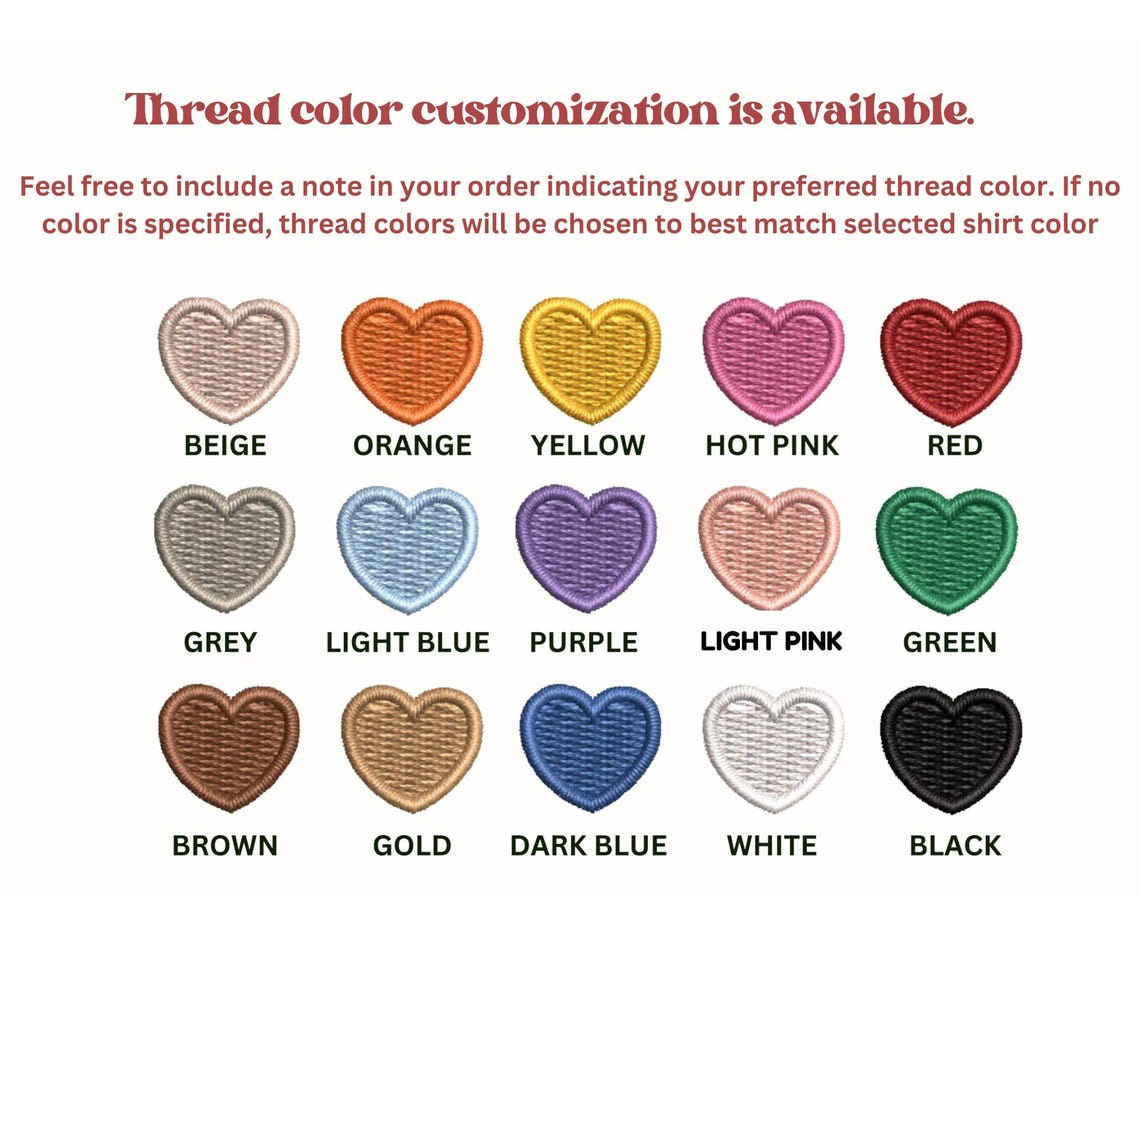 Thread color customization is available.
Feel free to include a note in your order indicating your preferred thread color. If no
color is specified, thread colors will be chosen to best match selected shirt color
BEIGE ORANGE YELLOW HOT PINK RED
GREY LIGHT BLUE PURPLE LIGHT PINK GREEN
BROWN GOLD DARK BLUE WHITE BLACK